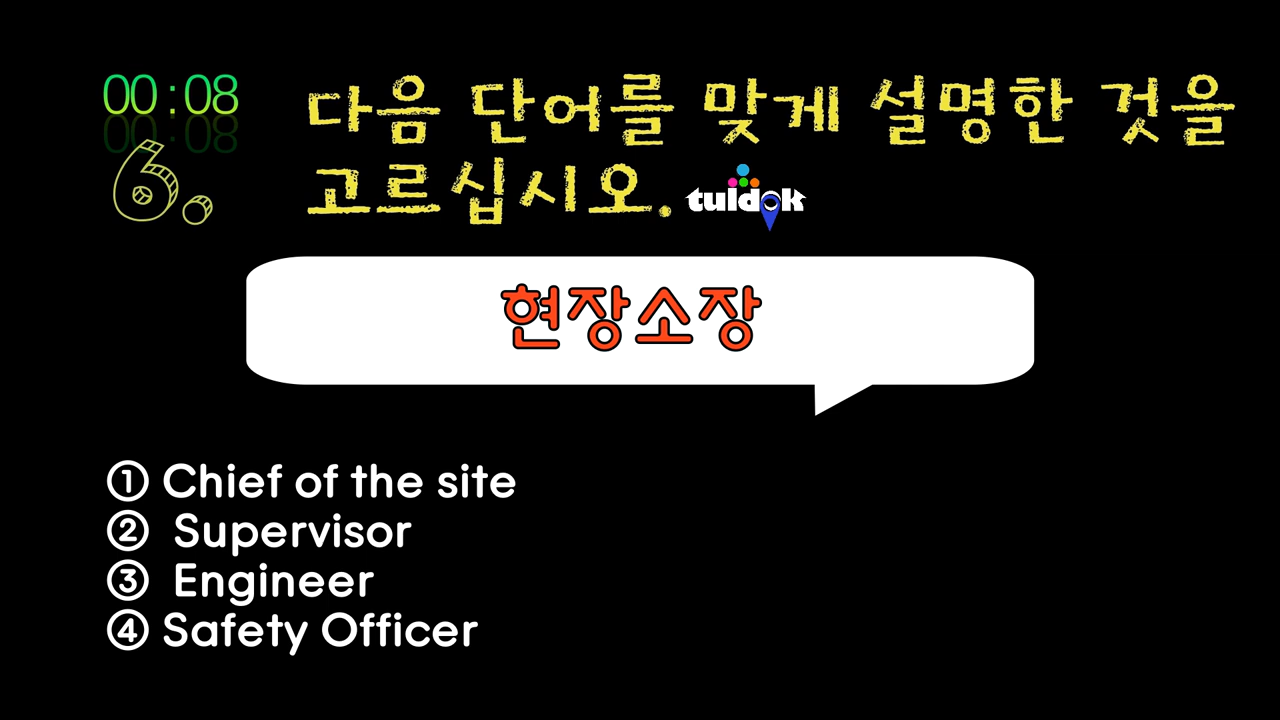 00:08
6.
다음 단어를 맞게 설명한 것을
고르십시오.
tuldok
현장소장
① Chief of the site
② Supervisor
③ Engineer
④ Safety Officer